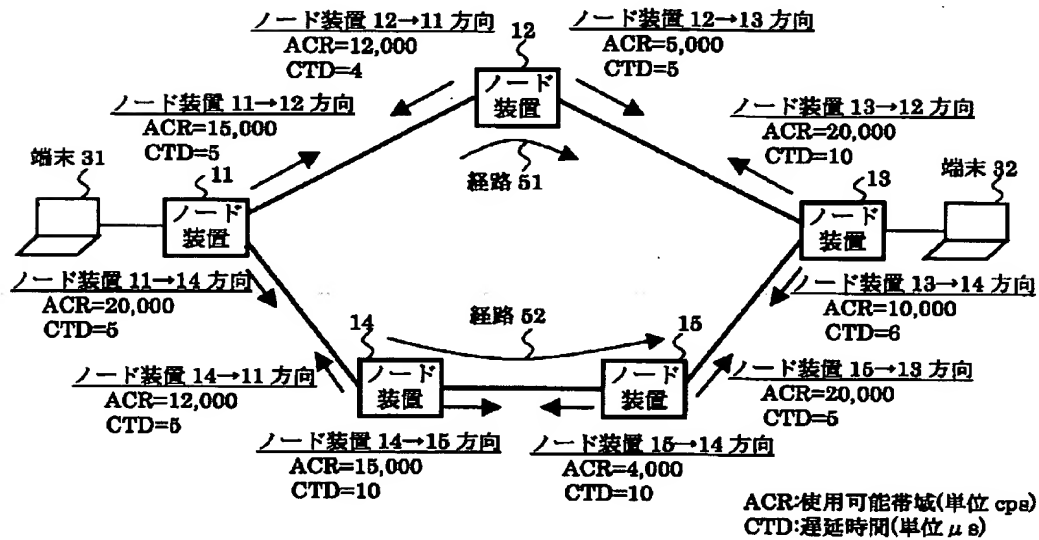 ノード装置 12→11 方向
ACR=12,000
CTD=4
12
ノード装置 12→13 方向
ACR=5,000
CTD=5
ノード
装置
ノード装置 11→12 方向
ACR=15,000
CTD=5
経路 51
ノード装置 13→12 方向
ACR=20,000
CTD=10
端末 31
11
ノード
装置
13
ノード
装置
端末 32
ノード装置 11→14 方向
ACR=20,000
CTD=5
経路 52
ノード装置 13→14 方向
ACR=10,000
CTD=6
14
ノード
装置
15
ノード
装置
ノード装置 14→11 方向
ACR=12,000
CTD=5
ノード装置 15→13 方向
ACR=20,000
CTD=5
ノード装置 14→15 方向
ACR=15,000
CTD=10
ノード装置 15→14 方向
ACR=4,000
CTD=10
ACR:使用可能帯域(単位 cps)
CTD:遅延時間(単位 μs)